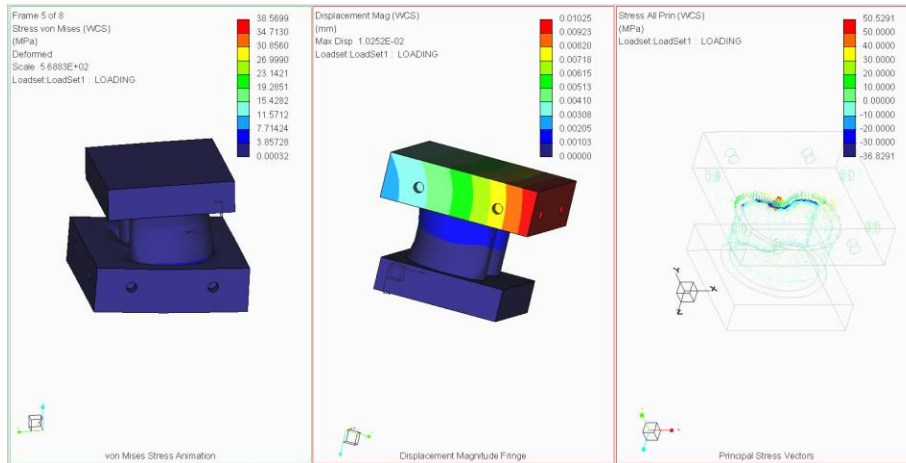 Frame 5 of 8
Stress von Mises (WCS)
(MPa)
Deformed
Scale 5.6883E+02
Loadset:LoadSet1 : LOADING
38.5699
34.7130
30.8560
26.9990
23.1421
19.2851
15.4282
11.5712
7.71424
3.85728
0.00032
von Mises Stress Animation
Displacement Mag (WCS)
(mm)
Max Disp 1.0252E-02
Loadset:LoadSet1 : LOADING
0.01025
0.00923
0.00820
0.00718
0.00615
0.00513
0.00410
0.00308
0.00205
0.00103
0.00000
Displacement Magnitude Fringe
Stress All Prin (WCS)
(MPa)
Loadset:LoadSet1 : LOADING
50.5291
50.0000
40.0000
30.0000
20.0000
10.0000
0.00000
-10.0000
-20.0000
-30.0000
-36.8291
Y
X
Z
Principal Stress Vectors